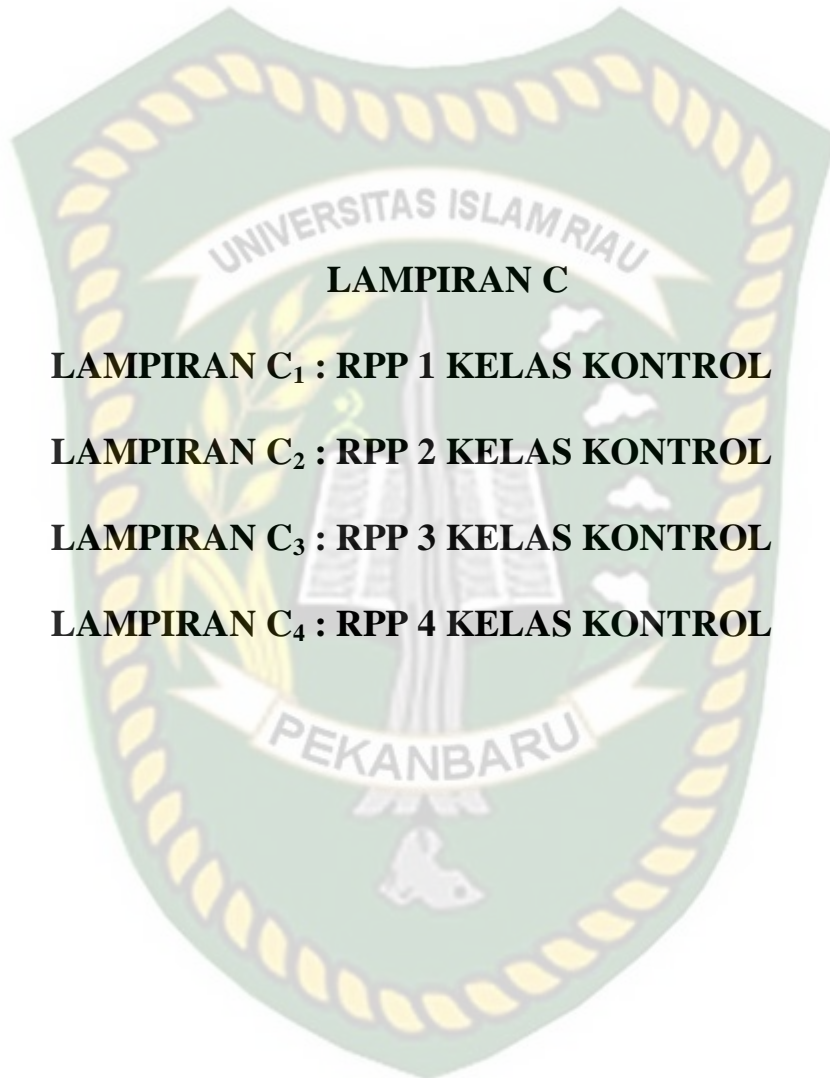 UNIVERSITAS ISLAM RIAU
LAMPIRAN C
LAMPIRAN C₁ : RPP 1 KELAS KONTROL
LAMPIRAN C₂ : RPP 2 KELAS KONTROL
LAMPIRAN C₃ : RPP 3 KELAS KONTROL
LAMPIRAN C₄ : RPP 4 KELAS KONTROL
PEKANBARU